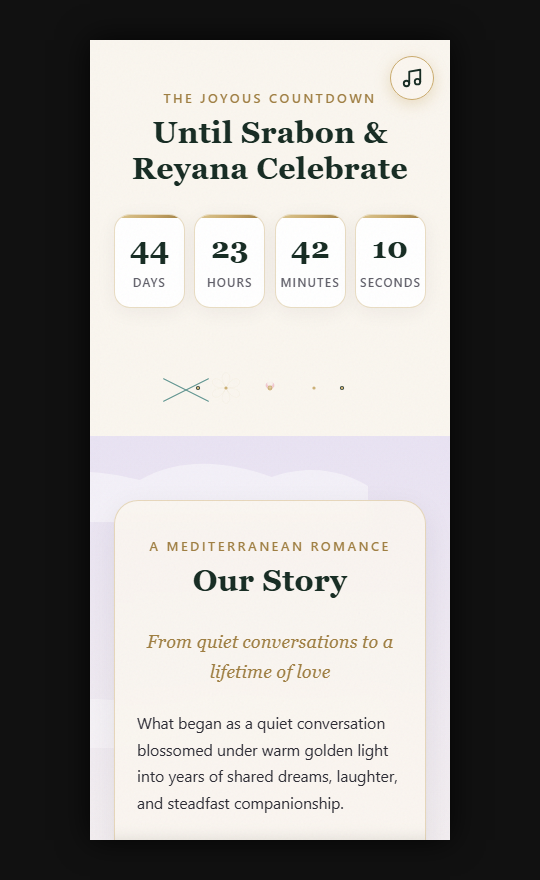 THE JOYOUS COUNTDOWN
Until Srabon &
Reyana Celebrate
44 23 42 10
DAYS HOURS MINUTES SECONDS
A MEDITERRANEAN ROMANCE
Our Story
From quiet conversations to a
lifetime of love
What began as a quiet conversation
blossomed under warm golden light
into years of shared dreams, laughter,
and steadfast companionship.